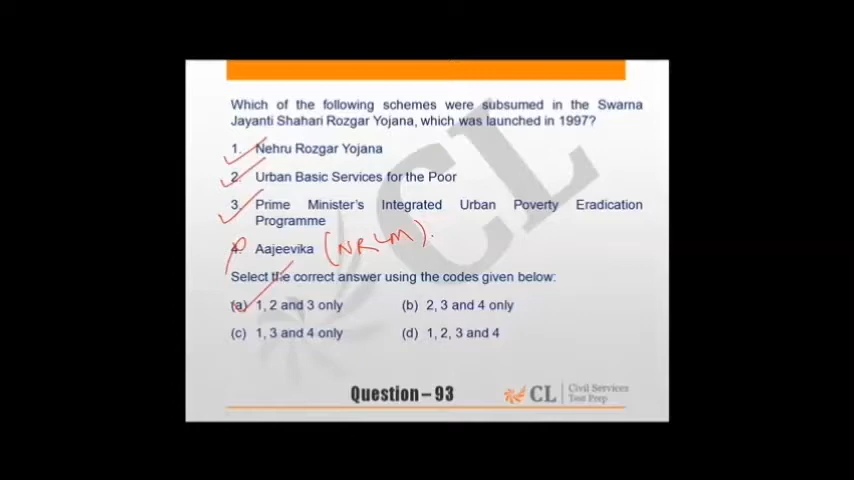 Which of the following schemes were subsumed in the Swarna
Jayanti Shahari Rozgar Yojana, which was launched in 1997?
1. Nehru Rozgar Yojana
2. Urban Basic Services for the Poor
3. Prime Minister's Integrated Urban Poverty Eradication
Programme
4. Aajeevika (NRLM).
Select the correct answer using the codes given below:
(a) 1, 2 and 3 only (b) 2, 3 and 4 only
(c) 1, 3 and 4 only (d) 1, 2, 3 and 4
CL
Question – 93
CL Civil Services
Test Prep